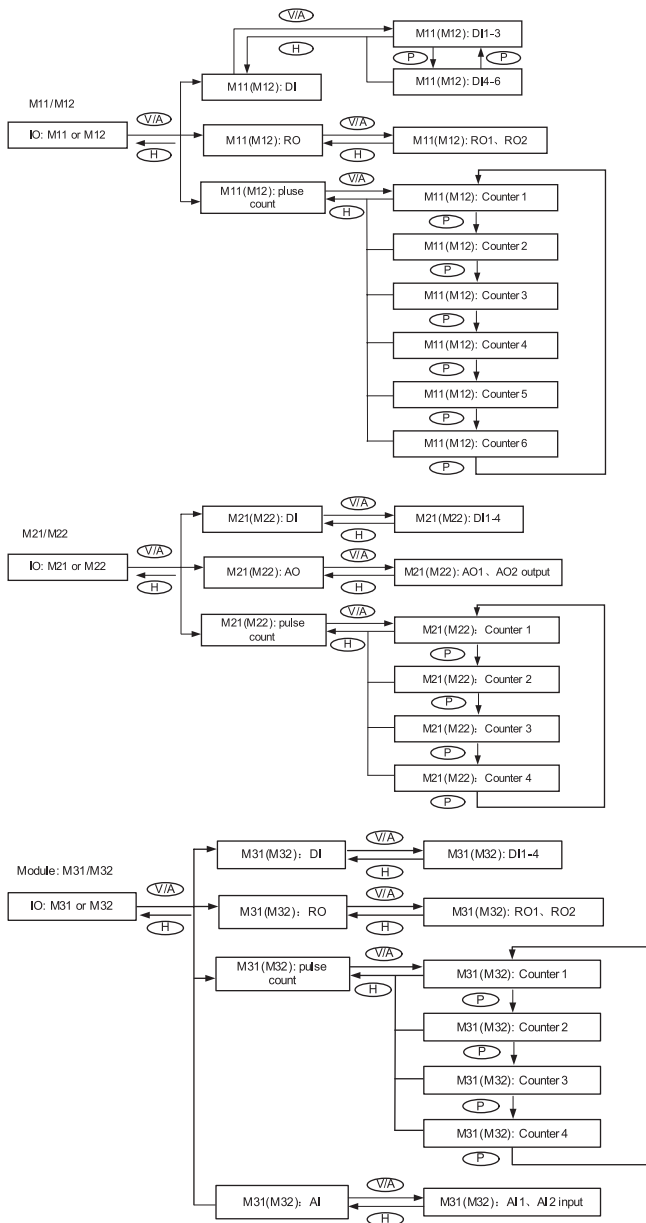 V/A
H
M11(M12): DI1-3
P
P
M11(M12): DI4-6
M11(M12): DI
M11/M12
IO: M11 or M12
V/A
H
M11(M12): RO
V/A
H
M11(M12): RO1、RO2
M11(M12): pluse
count
V/A
H
M11(M12): Counter 1
P
M11(M12): Counter 2
P
M11(M12): Counter 3
P
M11(M12): Counter 4
P
M11(M12): Counter 5
P
M11(M12): Counter 6
P
M21/M22
IO: M21 or M22
V/A
H
M21(M22): DI
V/A
H
M21(M22): DI1-4
M21(M22): AO
V/A
H
M21(M22): AO1、AO2 output
M21(M22): pulse
count
V/A
H
M21(M22): Counter 1
P
M21(M22): Counter 2
P
M21(M22): Counter 3
P
M21(M22): Counter 4
P
Module: M31/M32
IO: M31 or M32
V/A
H
M31(M32): DI
V/A
H
M31(M32): DI1-4
M31(M32): RO
V/A
H
M31(M32): RO1、RO2
M31(M32): pulse
count
V/A
H
M31(M32): Counter 1
P
M31(M32): Counter 2
P
M31(M32): Counter 3
P
M31(M32): Counter 4
P
M31(M32): AI
V/A
H
M31(M32): AI1、AI2 input